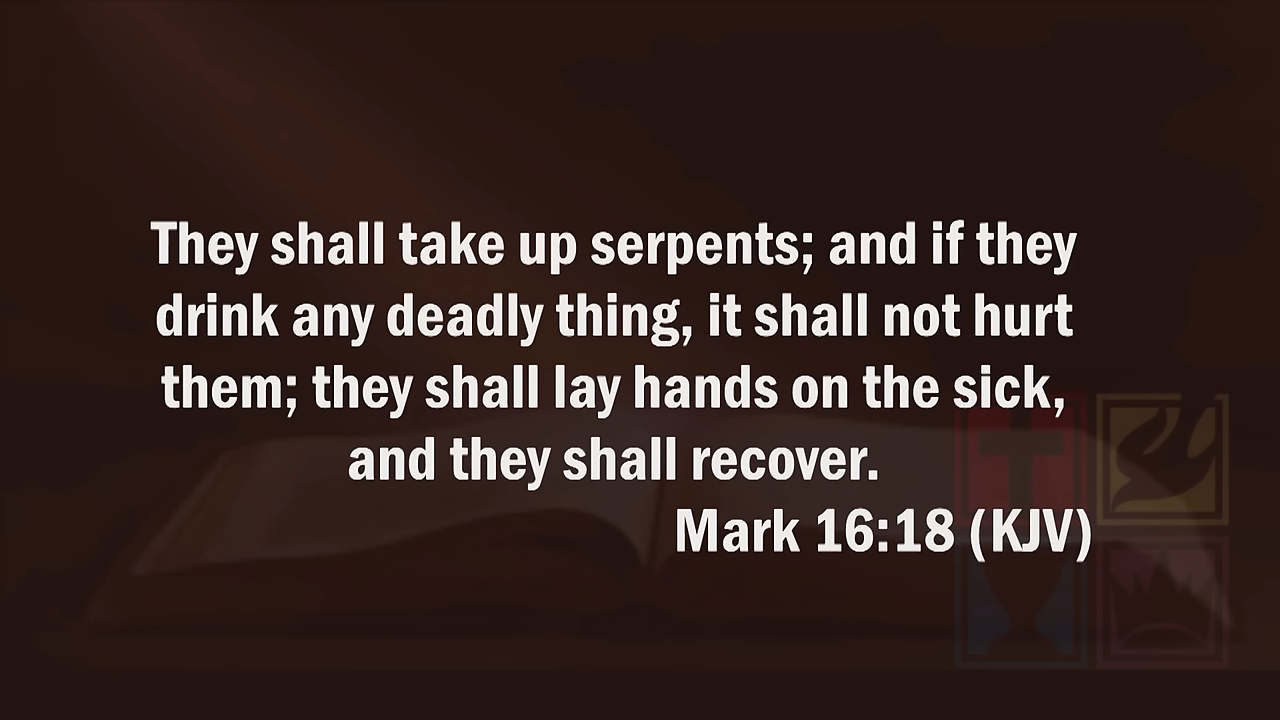 They shall take up serpents; and if they
drink any deadly thing, it shall not hurt
them; they shall lay hands on the sick,
and they shall recover.
Mark 16:18 (KJV)